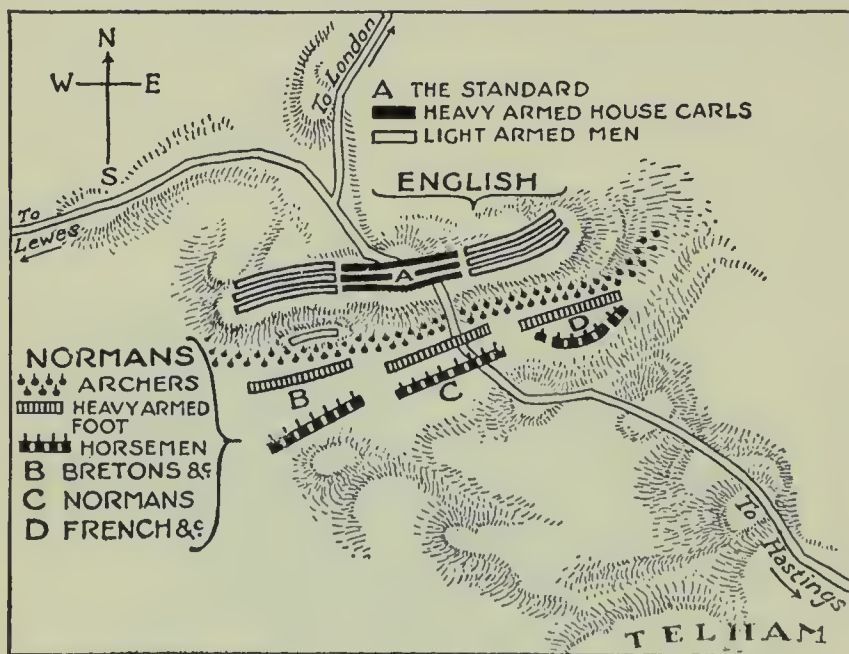 N
W E
S
To London
A THE STANDARD
HEAVY ARMED HOUSE CARLS
LIGHT ARMED MEN
ENGLISH
To
Lewes
A
NORMANS
ARCHERS
HEAVY ARMED
FOOT
HORSEMEN
B BRETONS &c.
C NORMANS
D FRENCH &c.
D
B
C
To Hastings
TELHAM